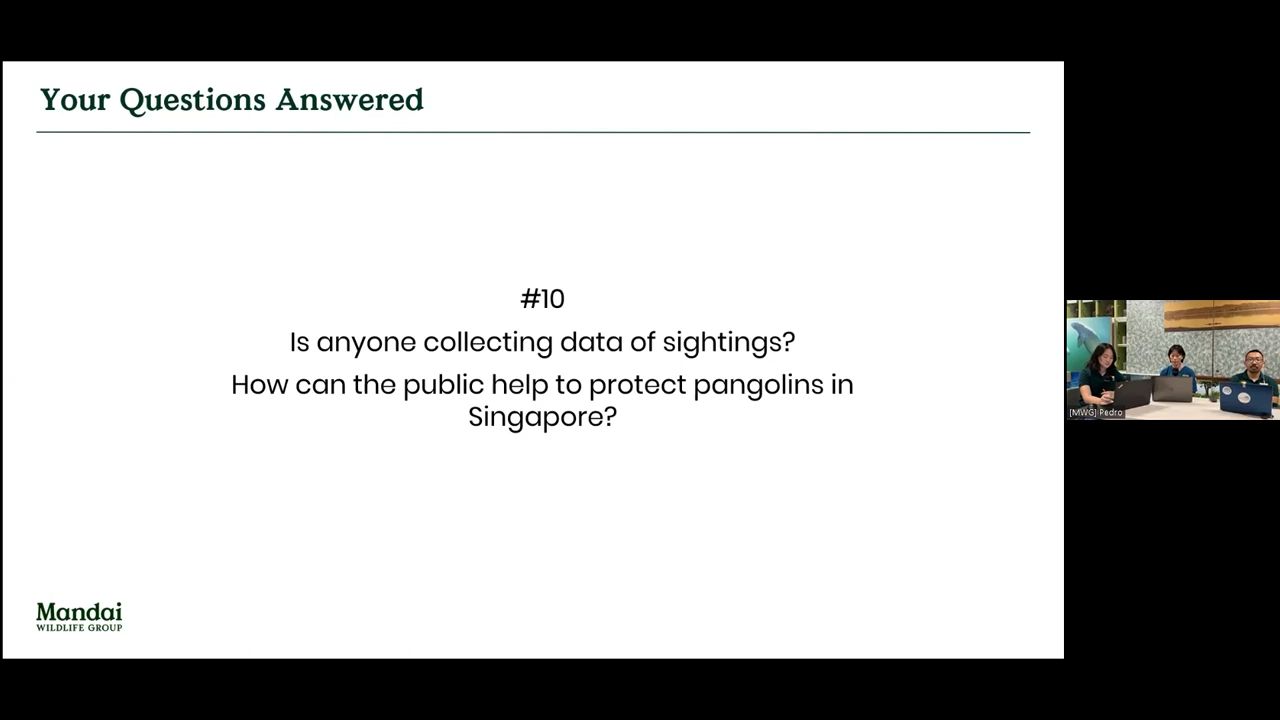 Your Questions Answered
#10
Is anyone collecting data of sightings?
How can the public help to protect pangolins in
Singapore?
Mandai
WILDLIFE GROUP
[MWG] Pedro